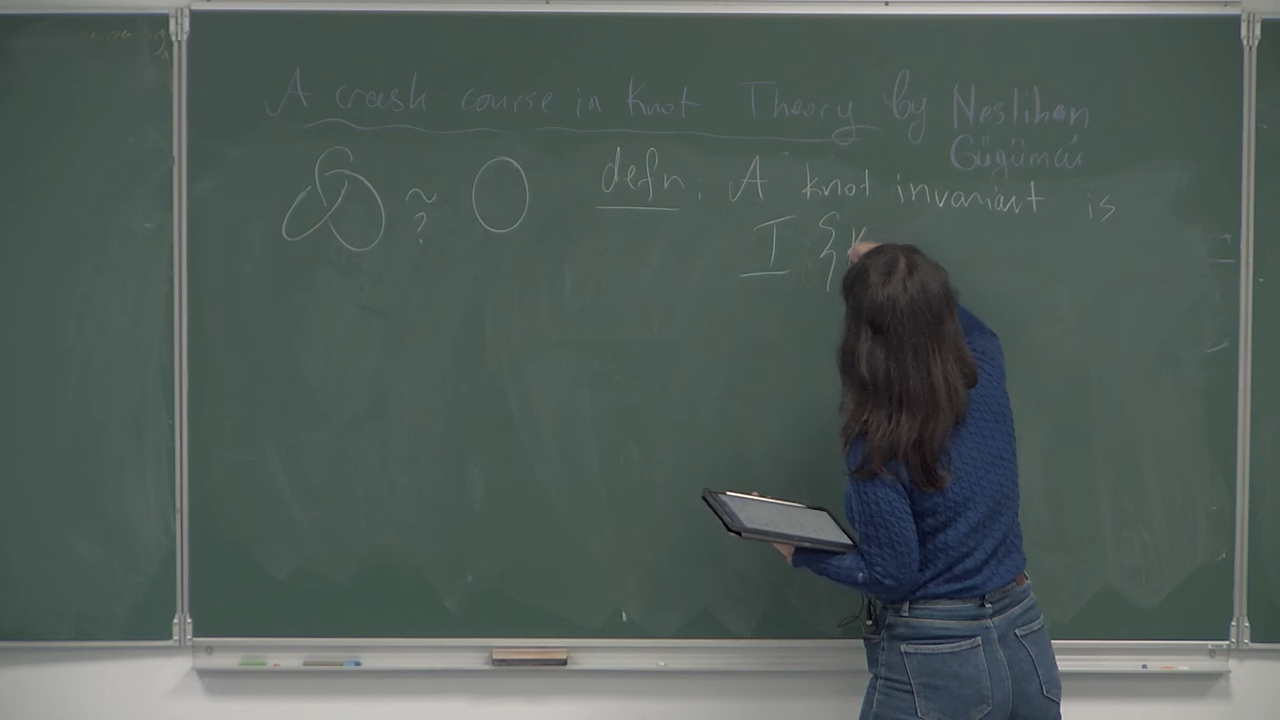 A crash course in Knot Theory by Neslihan
Gügümcü
~
?
defn: A knot invariant is
I {K